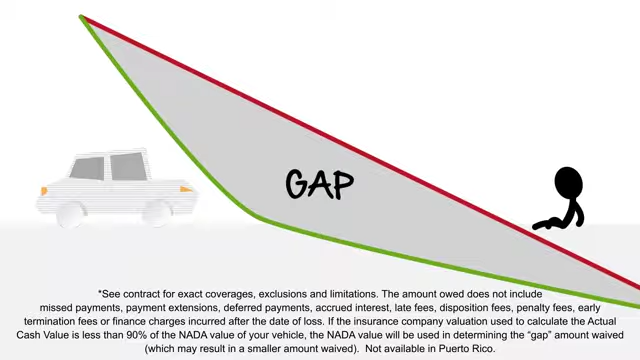 GAP
*See contract for exact coverages, exclusions and limitations. The amount owed does not include
missed payments, payment extensions, deferred payments, accrued interest, late fees, disposition fees, penalty fees, early
termination fees or finance charges incurred after the date of loss. If the insurance company valuation used to calculate the Actual
Cash Value is less than 90% of the NADA value of your vehicle, the NADA value will be used in determining the “gap” amount waived
(which may result in a smaller amount waived).  Not available in Puerto Rico.